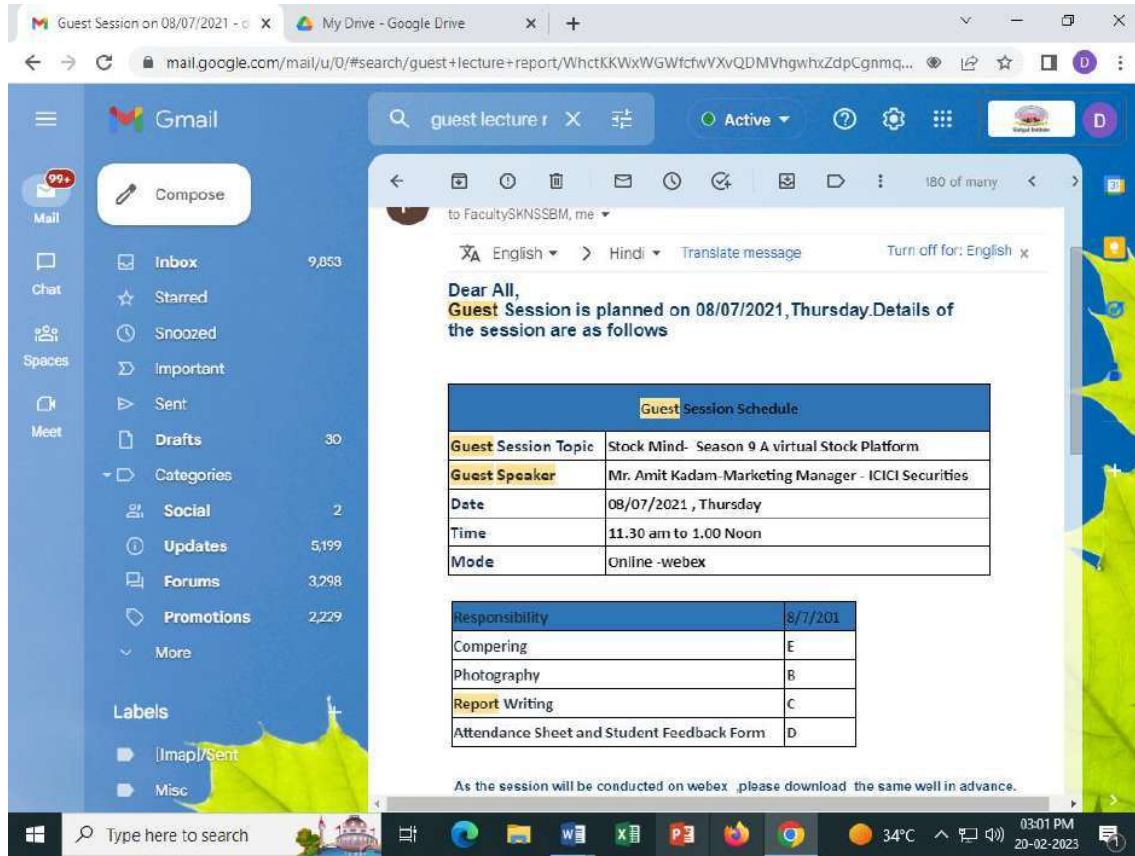 Guest Session on 08/07/2021 - c
My Drive - Google Drive
mail.google.com/mail/u/0/#search/guest+lecture+report/WhctKKWxWGWfcfwVXvQDMVhgwhxZdpCgnmq...
D
Gmail
guest lecture r
Active
D
99+
Mail
Chat
Spaces
Meet
Compose
Inbox 9,853
Starred
Snoozed
Important
Sent
Drafts 30
Categories
Social 2
Updates 5,199
Forums 3,298
Promotions 2,229
More
Labels
[Imap]/Sent
Misc
180 of many
31
to FacultySKNSSBM, me
English Hindi Translate message Turn off for: English x
Dear All,
Guest Session is planned on 08/07/2021,Thursday.Details of
the session are as follows
Guest Session Schedule
Guest Session Topic Stock Mind- Season 9 A virtual Stock Platform
Guest Speaker Mr. Amit Kadam-Marketing Manager - ICICI Securities
Date 08/07/2021 , Thursday
Time 11.30 am to 1.00 Noon
Mode Online -webex
Responsibility 8/7/201
Compering E
Photography B
Report Writing C
Attendance Sheet and Student Feedback Form D
As the session will be conducted on webex ,please download the same well in advance.
Type here to search
34°C
03:01 PM
20-02-2023